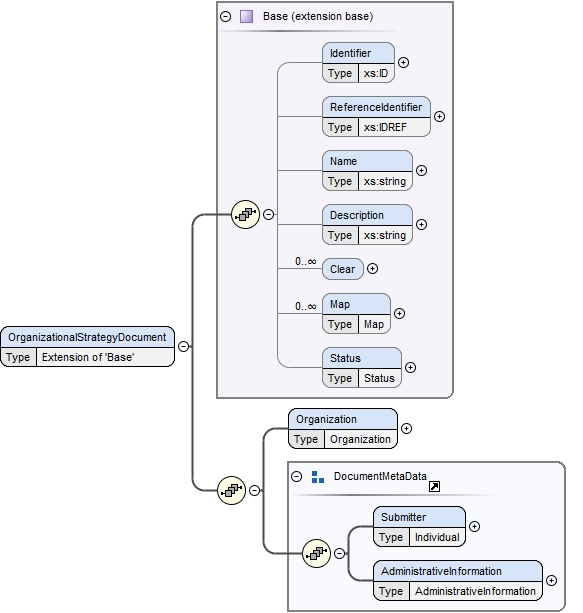 Base (extension base)
Identifier
Type xs:ID
ReferenceIdentifier
Type xs:IDREF
Name
Type xs:string
Description
Type xs:string
0..∞ Clear
0..∞ Map
Type Map
Status
Type Status
OrganizationalStrategyDocument
Type Extension of 'Base'
Organization
Type Organization
DocumentMetaData
Submitter
Type Individual
AdministrativeInformation
Type AdministrativeInformation